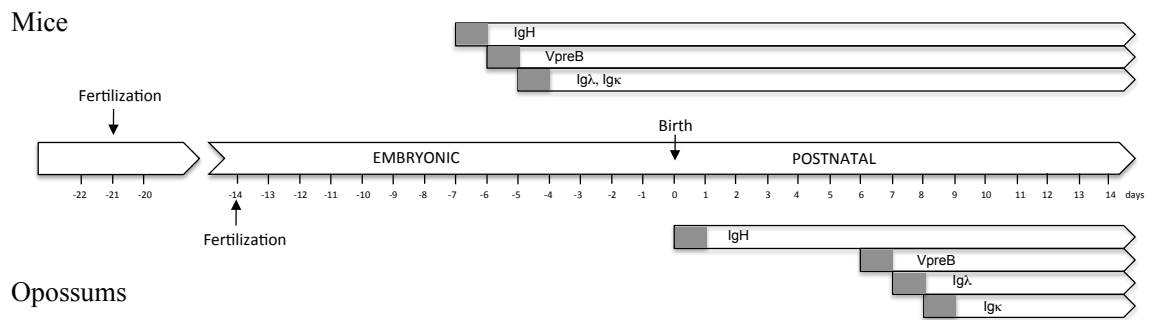 Mice
IgH
VpreB
Igλ, Igκ
Fertilization
Birth
EMBRYONIC
POSTNATAL
-22 -21 -20 -14 -13 -12 -11 -10 -9 -8 -7 -6 -5 -4 -3 -2 -1 0 1 2 3 4 5 6 7 8 9 10 11 12 13 14 days
Fertilization
IgH
VpreB
Igλ
Igκ
Opossums